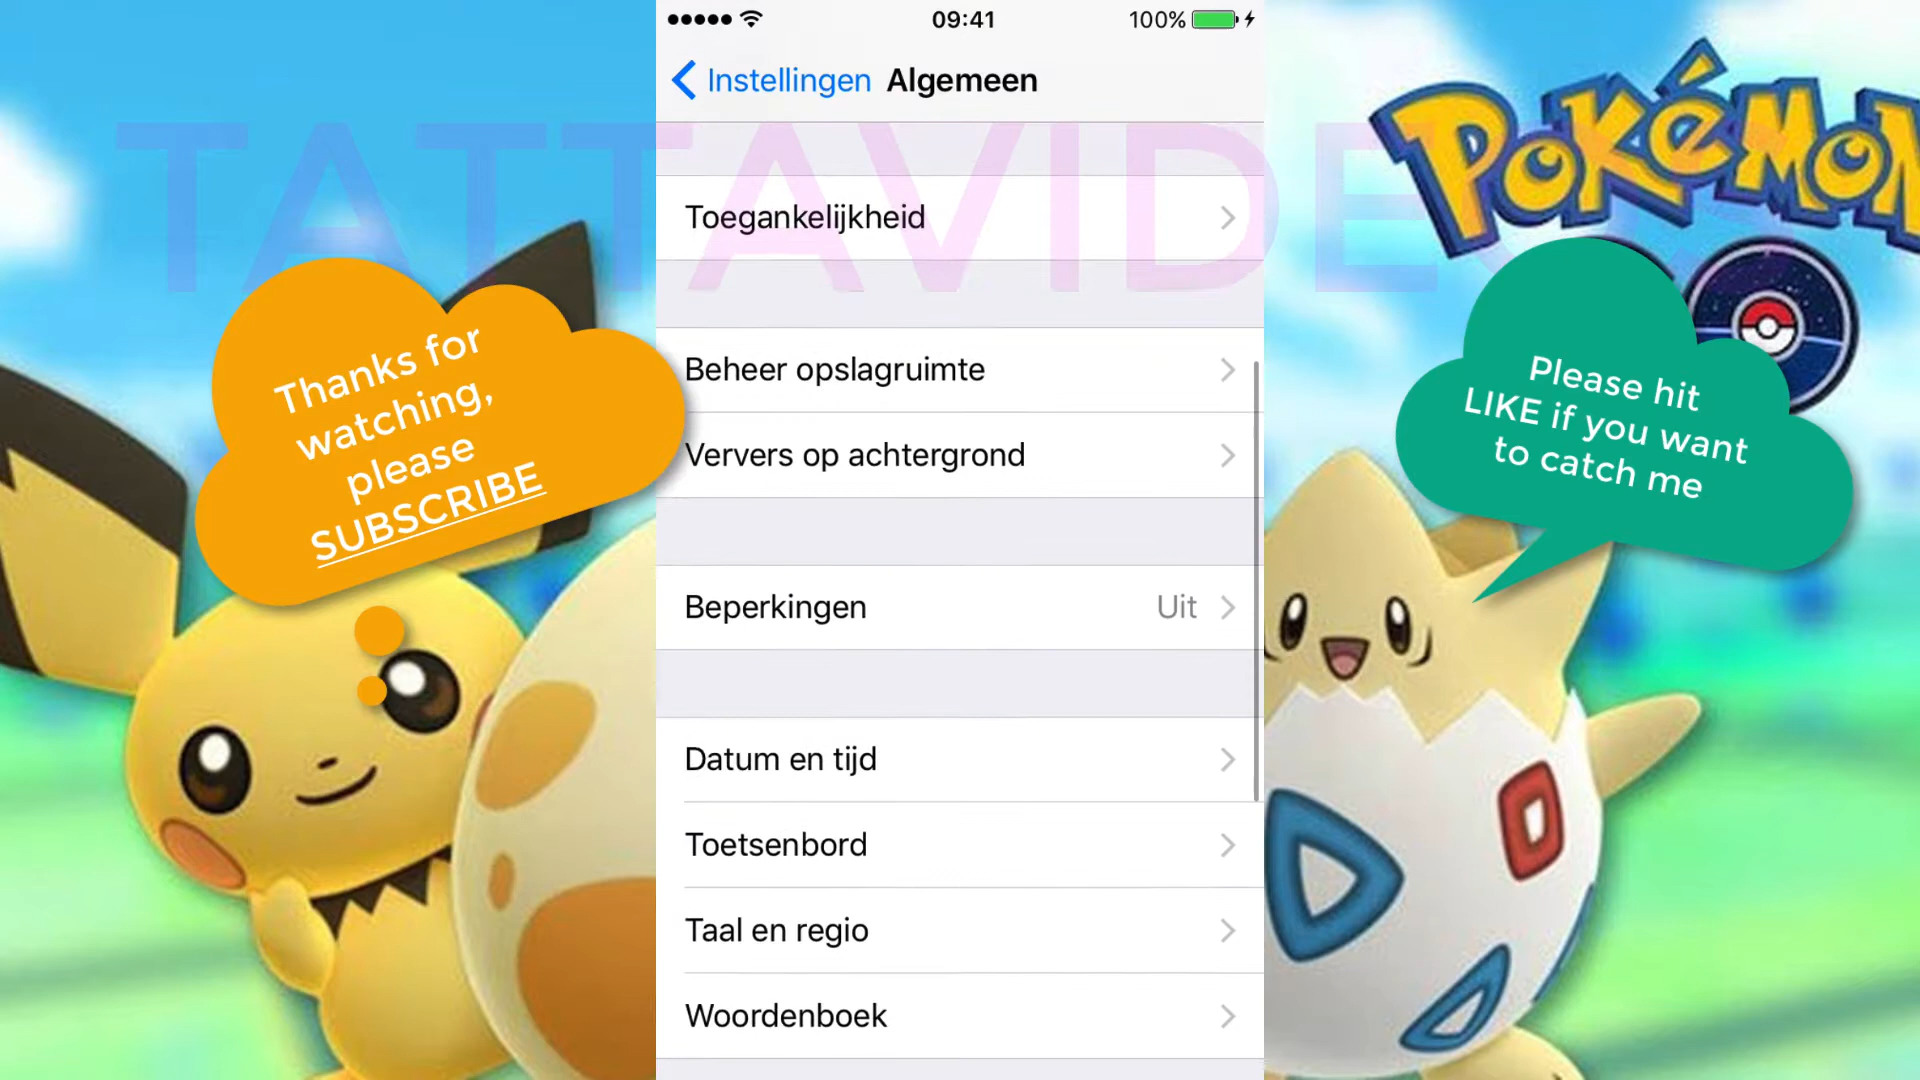 09:41
100%
Instellingen Algemeen
TATTAVIDE
POKÉMON
Toegankelijkheid
Thanks for
watching,
please
SUBSCRIBE
Beheer opslagruimte
Please hit
LIKE if you want
to catch me
Ververs op achtergrond
Beperkingen Uit
Datum en tijd
Toetsenbord
Taal en regio
Woordenboek